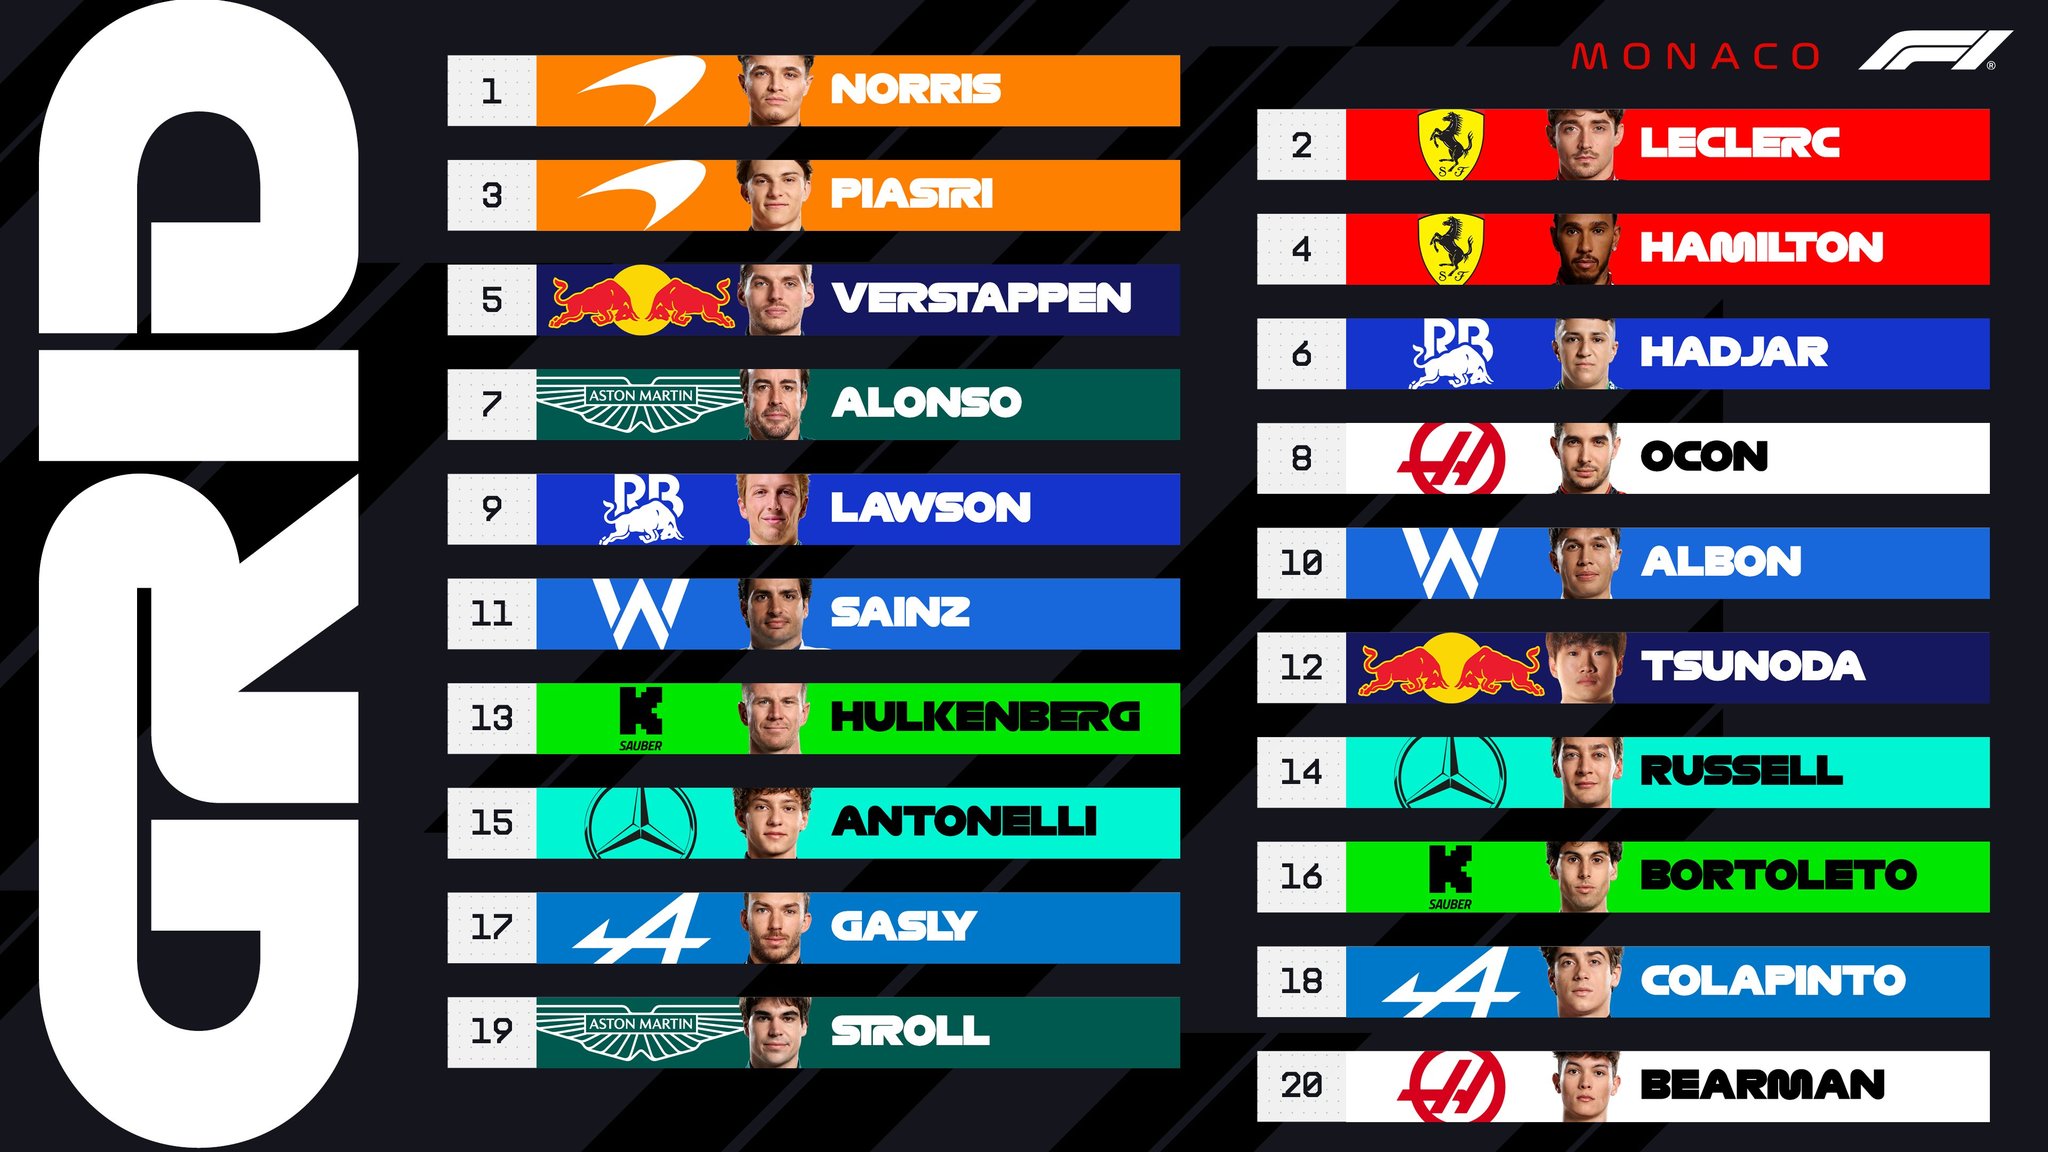 GRID
MONACO F1®
1 NORRIS
2 S F LECLERC
3 PIASTRI
4 S F HAMILTON
5 VERSTAPPEN
6 RB HADJAR
7 ASTON MARTIN ALONSO
8 H OCON
9 RB LAWSON
10 W ALBON
11 W SAINZ
12 TSUNODA
13 K SAUBER HULKENBERG
14 RUSSELL
15 ANTONELLI
16 K SAUBER BORTOLETO
17 A GASLY
18 A COLAPINTO
19 ASTON MARTIN STROLL
20 H BEARMAN